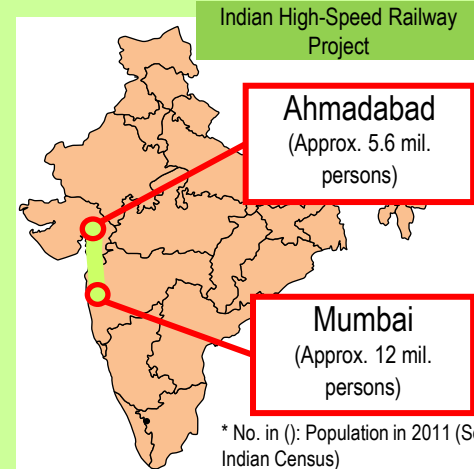 Indian High-Speed Railway
Project
Ahmadabad
(Approx. 5.6 mil.
persons)
Mumbai
(Approx. 12 mil.
persons)
* No. in (): Population in 2011
Indian Census)